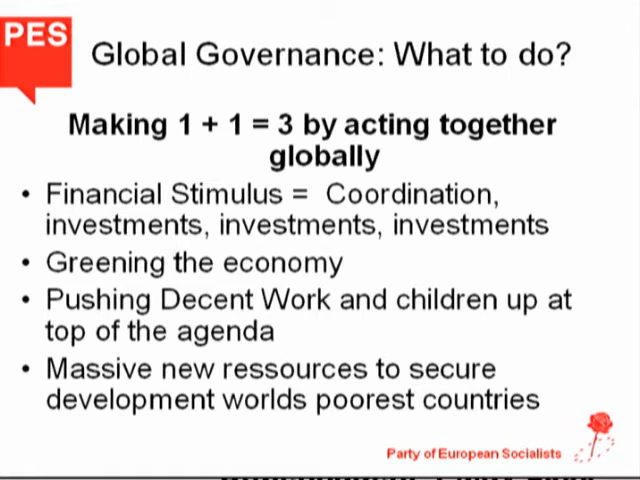 PES
Global Governance: What to do?
Making 1 + 1 = 3 by acting together
globally
• Financial Stimulus = Coordination,
investments, investments, investments
• Greening the economy
• Pushing Decent Work and children up at
top of the agenda
• Massive new ressources to secure
development worlds poorest countries
Party of European Socialists